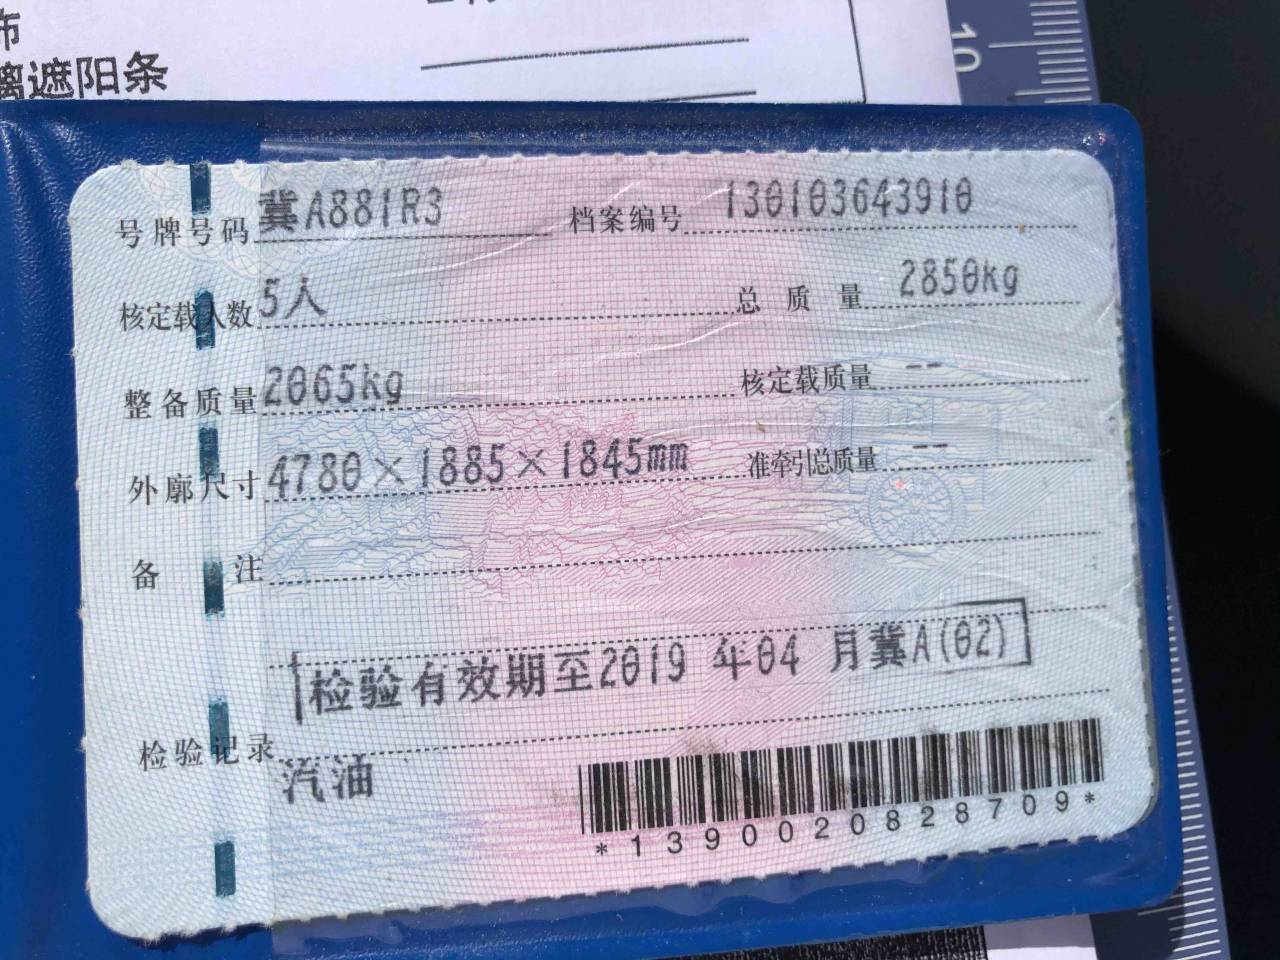 璃遮阳条
10
号牌号码 冀A881R3 档案编号 130103643910
核定载人数 5人 总质量 2850kg
整备质量 2065kg 核定载质量 --
外廓尺寸 4780×1885×1845mm 准牵引总质量 --
备注
检验有效期至2019年04月冀A(02)
检验记录
汽油
*1390020828709*